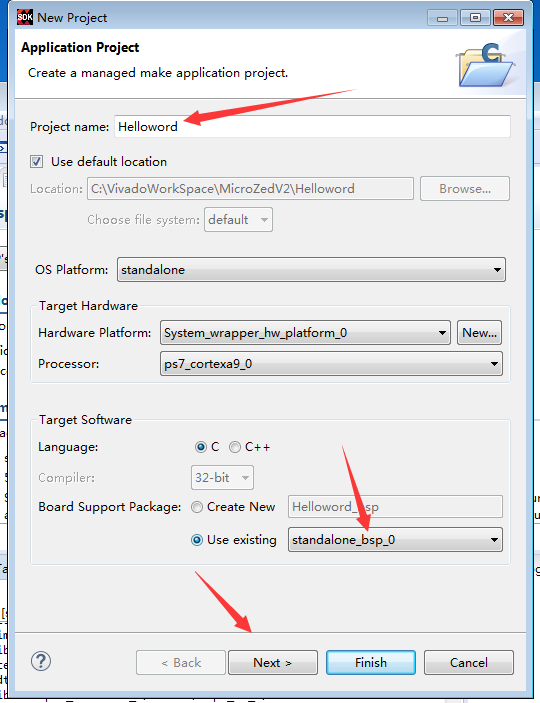 SDK New Project
Application Project
Create a managed make application project.
C
Project name: Helloword
Use default location
Location: C:\VivadoWorkSpace\MicroZedV2\Helloword Browse...
Choose file system: default
OS Platform: standalone
Target Hardware
Hardware Platform: System_wrapper_hw_platform_0 New...
Processor: ps7_cortexa9_0
Target Software
Language: C C++
Compiler: 32-bit
Board Support Package: Create New Helloword_bsp
Use existing standalone_bsp_0
? < Back Next > Finish Cancel